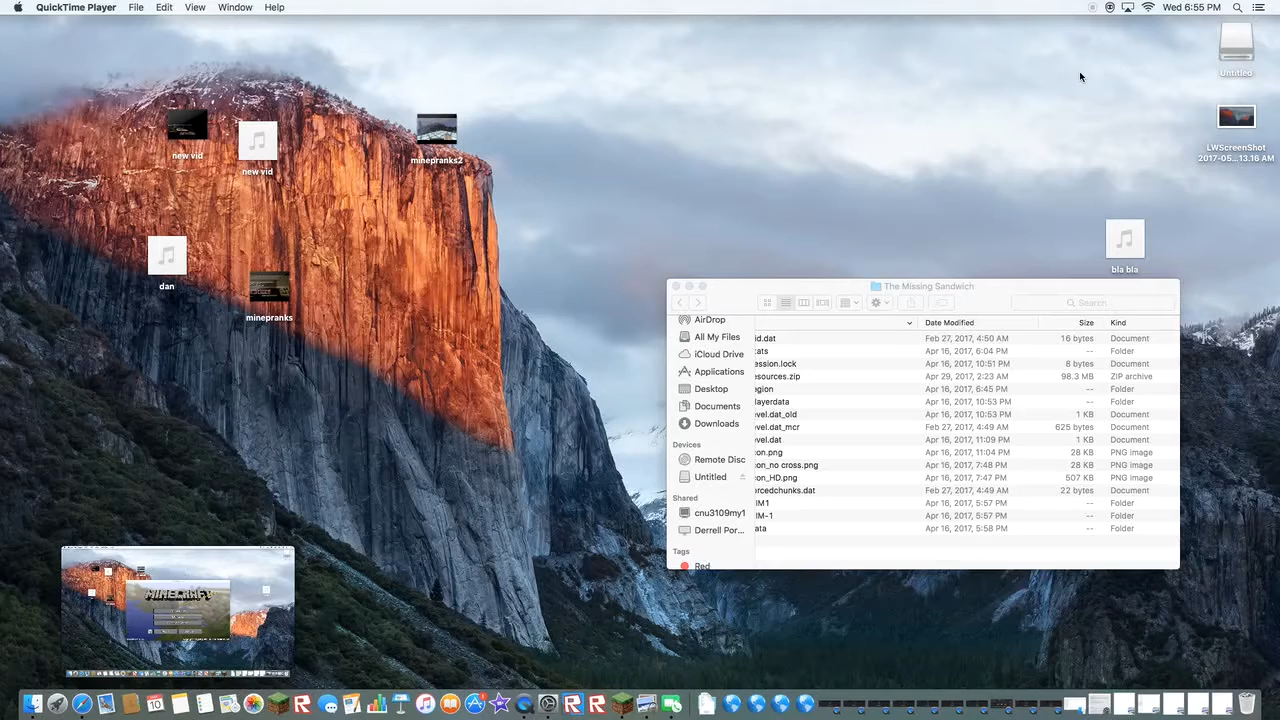 QuickTime Player File Edit View Window Help Wed 6:55 PM
Untitled
new vid
new vid
minepranks2
LWScreenShot
2017-05...13.16 AM
dan
minepranks
bla bla
The Missing Sandwich
Search
Date Modified Size Kind
AirDrop
All My Files
iCloud Drive
Applications
Desktop
Documents
Downloads
Devices
Remote Disc
Untitled
Shared
cnu3109my1
Derrell Por...
Tags
Red
id.dat Feb 27, 2017, 4:50 AM 16 bytes Document
tats Apr 16, 2017, 6:04 PM -- Folder
ession.lock Apr 16, 2017, 10:51 PM 8 bytes Document
esources.zip Apr 29, 2017, 2:23 AM 98.3 MB ZIP archive
egion Apr 16, 2017, 6:45 PM -- Folder
layerdata Apr 16, 2017, 10:53 PM -- Folder
evel.dat_old Apr 16, 2017, 10:53 PM 1 KB Document
evel.dat_mcr Feb 27, 2017, 4:49 AM 625 bytes Document
evel.dat Apr 16, 2017, 11:09 PM 1 KB Document
con.png Apr 16, 2017, 11:04 PM 28 KB PNG image
con_no cross.png Apr 16, 2017, 7:48 PM 28 KB PNG image
con_HD.png Apr 16, 2017, 7:47 PM 507 KB PNG image
orcedchunks.dat Feb 27, 2017, 4:49 AM 22 bytes Document
IM1 Apr 16, 2017, 5:57 PM -- Folder
IM-1 Apr 16, 2017, 5:57 PM -- Folder
ata Apr 16, 2017, 5:58 PM -- Folder
MINECRAFT